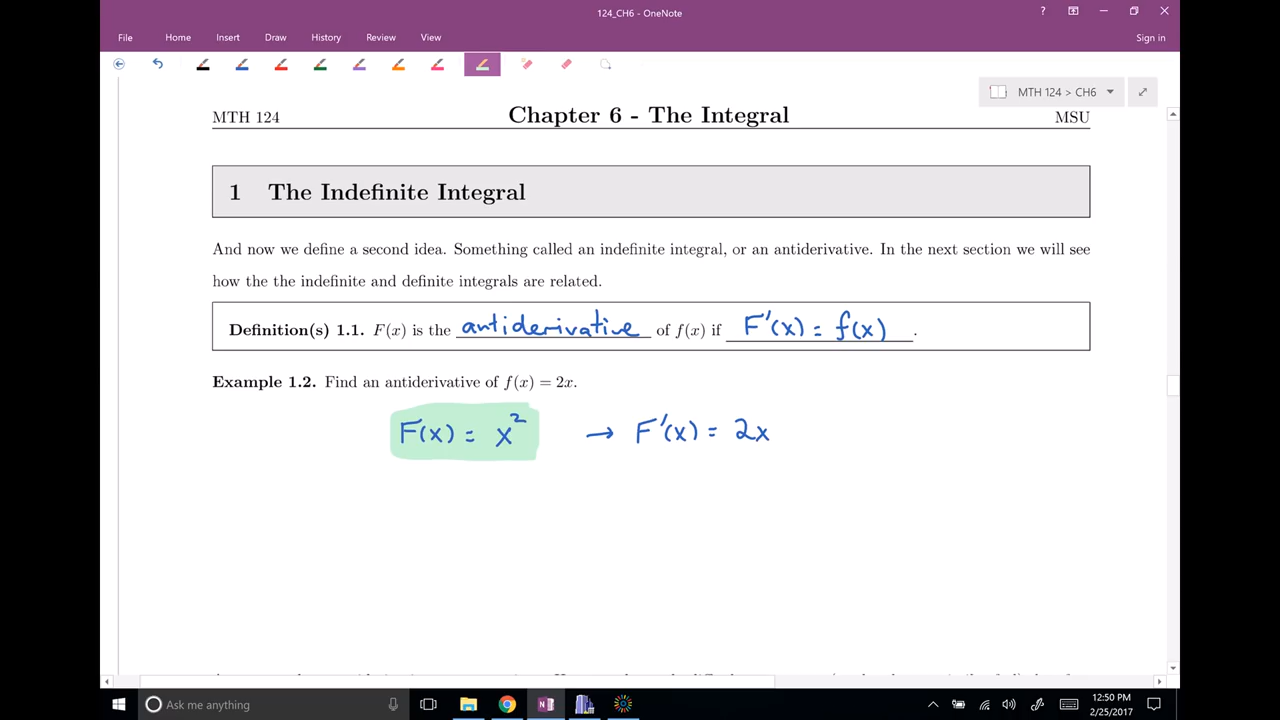 124_CH6 - OneNote
?
File Home Insert Draw History Review View Sign in
MTH 124 > CH6
MTH 124 Chapter 6 - The Integral MSU
1 The Indefinite Integral
And now we define a second idea. Something called an indefinite integral, or an antiderivative. In the next section we will see
how the the indefinite and definite integrals are related.
Definition(s) 1.1. F(x) is the antiderivative of f(x) if F'(x) = f(x) .
Example 1.2. Find an antiderivative of f(x) = 2x.
F(x) = x² → F'(x) = 2x
Ask me anything
12:50 PM
2/25/2017